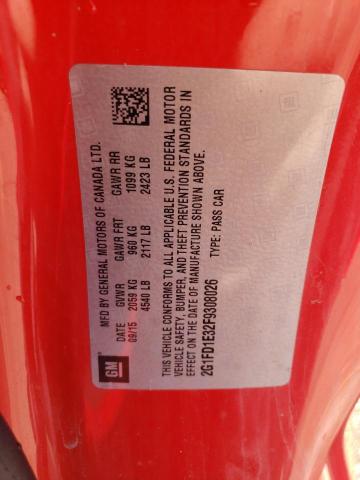 GM
MFD BY GENERAL MOTORS OF CANADA LTD.
DATE GVWR GAWR FRT GAWR RR
09/15 2059 KG 960 KG 1099 KG
4540 LB 2117 LB 2423 LB
THIS VEHICLE CONFORMS TO ALL APPLICABLE U.S. FEDERAL MOTOR
VEHICLE SAFETY, BUMPER, AND THEFT PREVENTION STANDARDS IN
EFFECT ON THE DATE OF MANUFACTURE SHOWN ABOVE.
2G1FD1E32F9308026 TYPE: PASS CAR